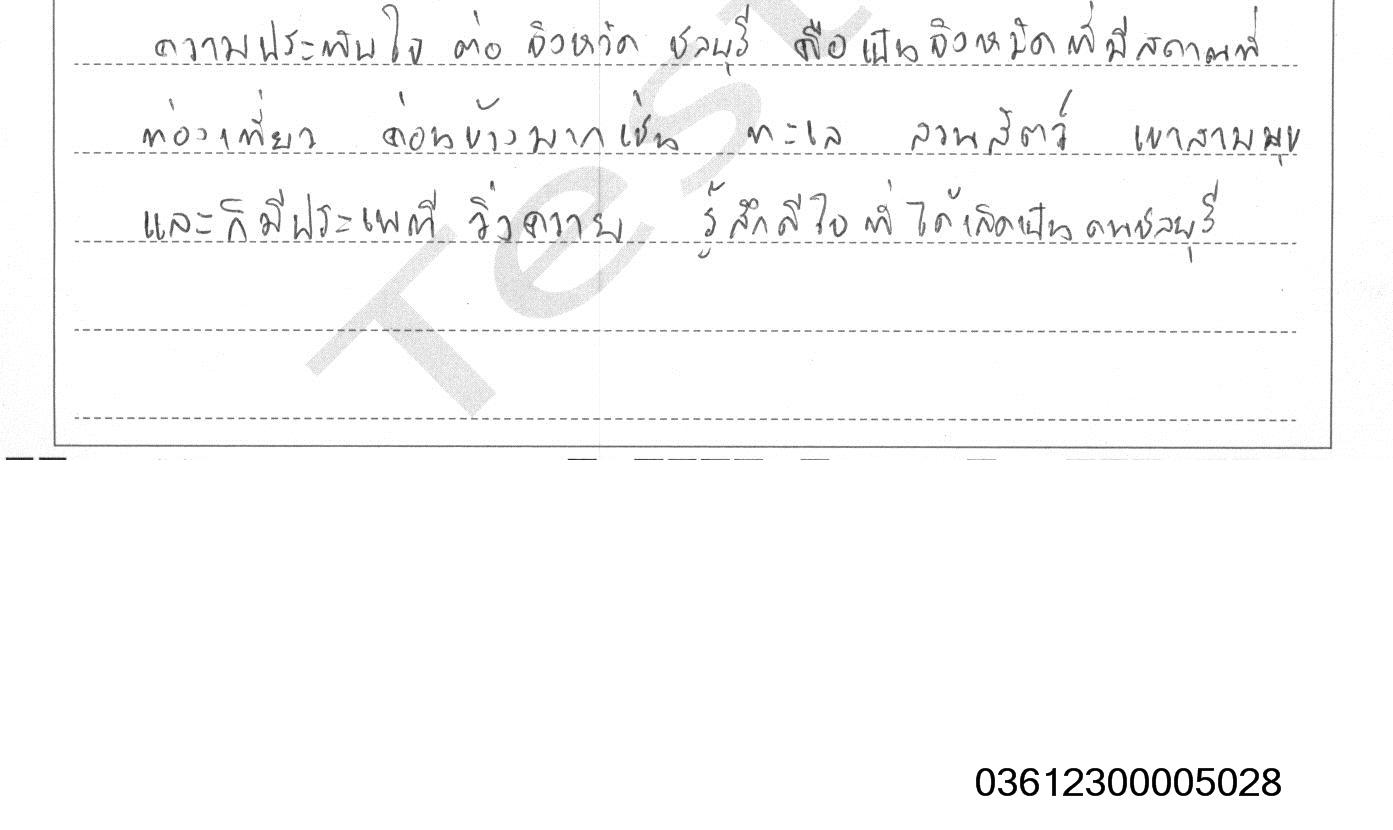 ความประทับใจ ต่อ จังหวัด ชลบุรี คือเป็นจังหวัดที่มีสถานที่
ท่องเที่ยว ค่อนข้างมากเช่น ทะเล สวนสัตว์ เขาสามมุข
และก็มีประเพณี วิ่งควาย รู้สึกดีใจที่ได้เกิดเป็นคนชลบุรี
Test
03612300005028